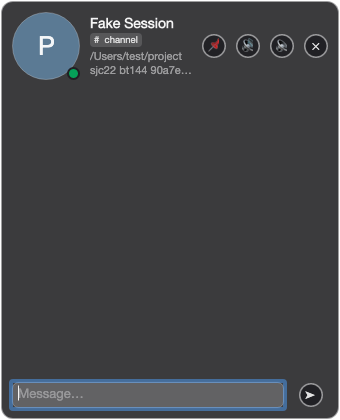 P
Fake Session
# channel
/Users/test/project
sjc22 bt144 90a7e…
Message…